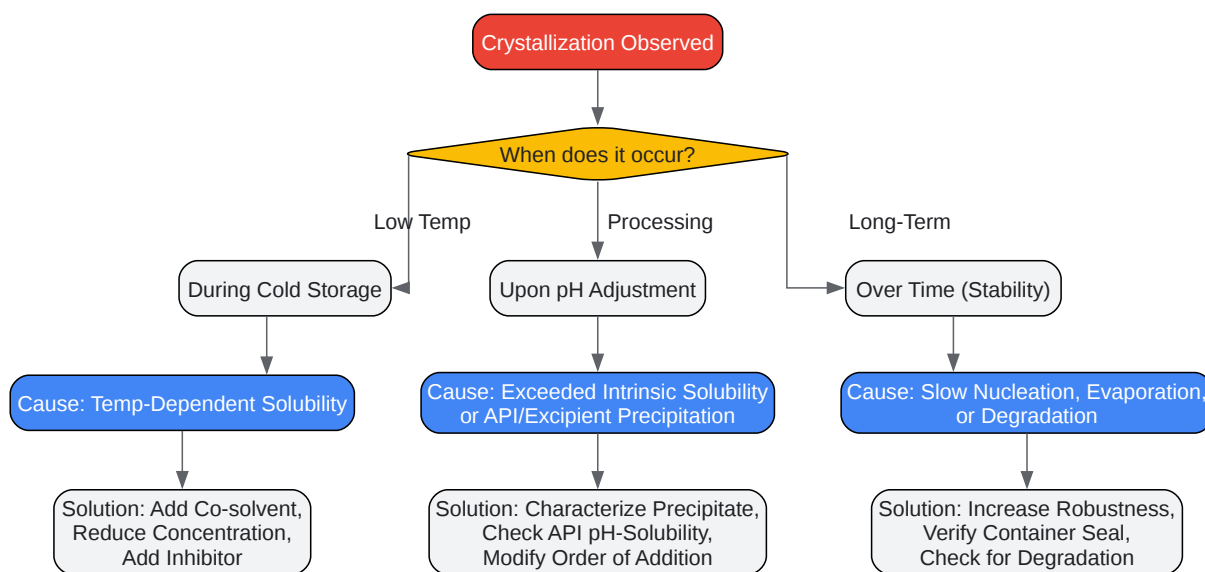 Crystallization Observed
When does it occur?
Low Temp
Processing
Long-Term
During Cold Storage
Upon pH Adjustment
Over Time (Stability)
Cause: Temp-Dependent Solubility
Cause: Exceeded Intrinsic Solubility
or API/Excipient Precipitation
Cause: Slow Nucleation, Evaporation,
or Degradation
Solution: Add Co-solvent,
Reduce Concentration,
Add Inhibitor
Solution: Characterize Precipitate,
Check API pH-Solubility,
Modify Order of Addition
Solution: Increase Robustness,
Verify Container Seal,
Check for Degradation